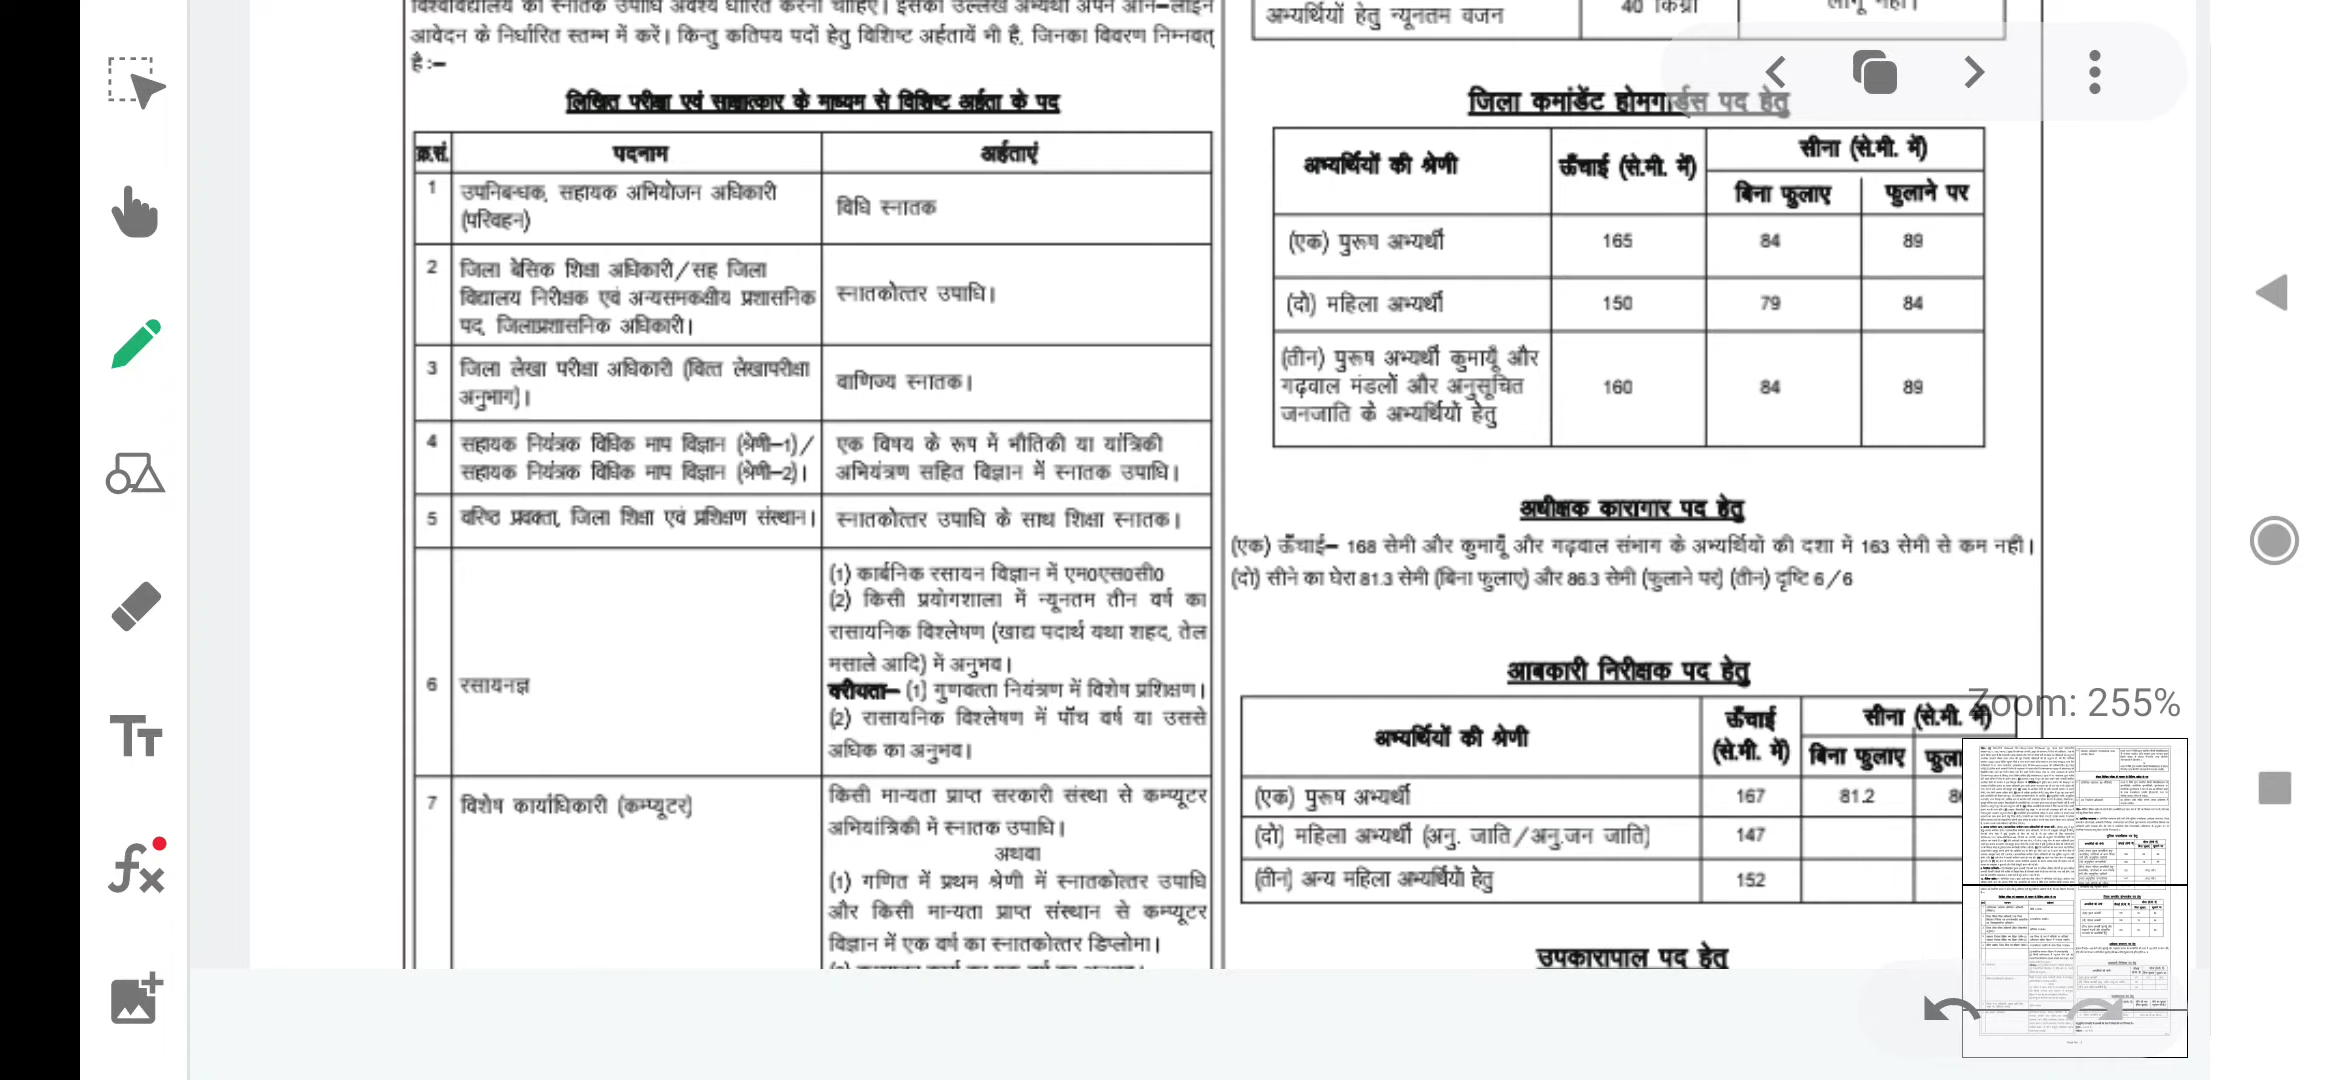 विश्वविद्यालय की स्नातक उपाधि अवश्य धारित करनी चाहिए। इसका उल्लेख अभ्यर्थी अपने ऑन–लाइन
आवेदन के निर्धारित स्तम्भ में करें। किन्तु कतिपय पदों हेतु विशिष्ट अर्हतायें भी है, जिनका विवरण निम्नवत्
है :–
लिखित परीक्षा एवं साक्षात्कार के माध्यम से विशिष्ट अर्हता के पद
क्र.सं. पदनाम अर्हताएं
1 उपनिबन्धक, सहायक अभियोजन अधिकारी
(परिवहन)
विधि स्नातक
2 जिला बेसिक शिक्षा अधिकारी/सह जिला
विद्यालय निरीक्षक एवं अन्यसमकक्षीय प्रशासनिक
पद, जिलाप्रशासनिक अधिकारी।
स्नातकोत्तर उपाधि।
3 जिला लेखा परीक्षा अधिकारी (वित्त लेखापरीक्षा
अनुभाग)।
वाणिज्य स्नातक।
4 सहायक नियंत्रक विधिक माप विज्ञान (श्रेणी–1)/
सहायक नियंत्रक विधिक माप विज्ञान (श्रेणी–2)।
एक विषय के रूप में भौतिकी या यांत्रिकी
अभियंत्रण सहित विज्ञान में स्नातक उपाधि।
5 वरिष्ठ प्रवक्ता, जिला शिक्षा एवं प्रशिक्षण संस्थान।
स्नातकोत्तर उपाधि के साथ शिक्षा स्नातक।
6 रसायनज्ञ
(1) कार्बनिक रसायन विज्ञान में एम0एस0सी0
(2) किसी प्रयोगशाला में न्यूनतम तीन वर्ष का
रासायनिक विश्लेषण (खाद्य पदार्थ यथा शहद, तेल
मसाले आदि) में अनुभव।
वरीयता– (1) गुणवत्ता नियंत्रण में विशेष प्रशिक्षण।
(2) रासायनिक विश्लेषण में पाँच वर्ष या उससे
अधिक का अनुभव।
7 विशेष कार्याधिकारी (कम्प्यूटर)
किसी मान्यता प्राप्त सरकारी संस्था से कम्प्यूटर
अभियांत्रिकी में स्नातक उपाधि।
अथवा
(1) गणित में प्रथम श्रेणी में स्नातकोत्तर उपाधि
और किसी मान्यता प्राप्त संस्थान से कम्प्यूटर
विज्ञान में एक वर्ष का स्नातकोत्तर डिप्लोमा।
अभ्यर्थियों हेतु न्यूनतम वजन 40 किग्रा लागू नहीं।
जिला कमांडेंट होमगार्ड्स पद हेतु
अभ्यर्थियों की श्रेणी ऊँचाई (से.मी. में) सीना (से.मी. में)
बिना फुलाए फुलाने पर
(एक) पुरूष अभ्यर्थी 165 84 89
(दो) महिला अभ्यर्थी 150 79 84
(तीन) पुरूष अभ्यर्थी कुमायूँ और
गढ़वाल मंडलों और अनुसूचित
जनजाति के अभ्यर्थियों हेतु
160 84 89
अधीक्षक कारागार पद हेतु
(एक) ऊँचाई– 168 सेमी और कुमायूँ और गढ़वाल संभाग के अभ्यर्थियों की दशा में 163 सेमी से कम नहीं।
(दो) सीने का घेरा 81.3 सेमी (बिना फुलाए) और 86.3 सेमी (फुलाने पर) (तीन) दृष्टि 6/6
आबकारी निरीक्षक पद हेतु
अभ्यर्थियों की श्रेणी ऊँचाई
(से.मी. में)
सीना (से.मी. में)
बिना फुलाए
(एक) पुरूष अभ्यर्थी 167 81.2
(दो) महिला अभ्यर्थी (अनु. जाति/अनु.जन जाति) 147
(तीन) अन्य महिला अभ्यर्थियों हेतु 152
उपकारापाल पद हेतु
Zoom: 255%